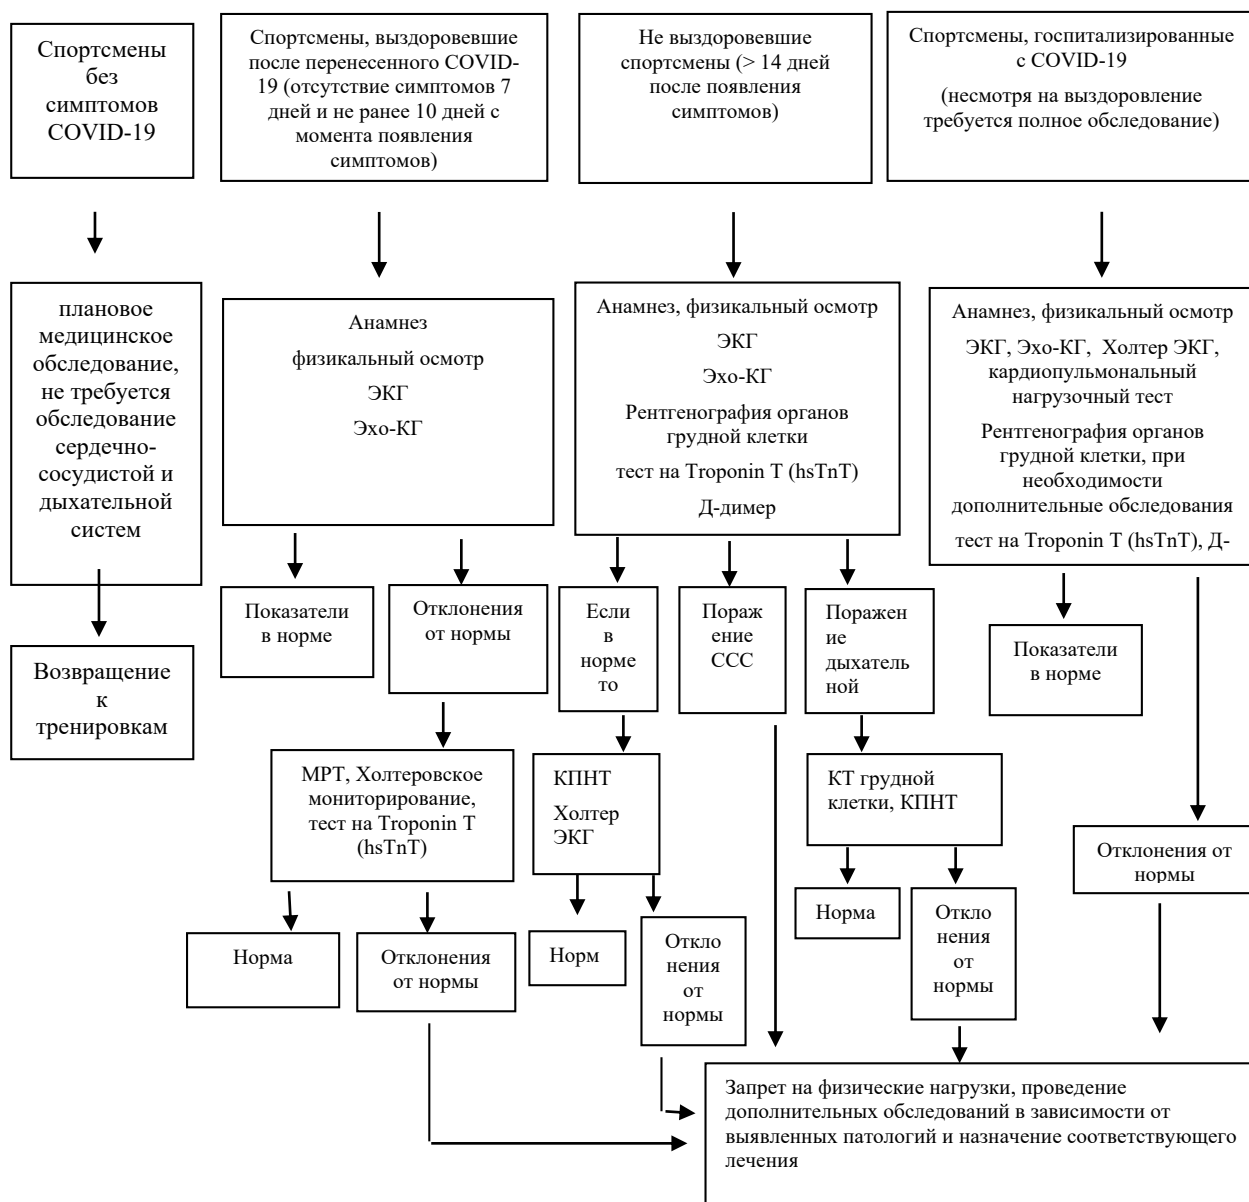 Спортсмены
без
симптомов
COVID-19
Спортсмены, выздоровевшие
после перенесенного COVID-
19 (отсутствие симптомов 7
дней и не ранее 10 дней с
момента появления
симптомов)
Не выздоровевшие
спортсмены (> 14 дней
после появления
симптомов)
Спортсмены, госпитализированные
с COVID-19
(несмотря на выздоровление
требуется полное обследование)
плановое
медицинское
обследование,
не требуется
обследование
сердечно-
сосудистой и
дыхательной
систем
Анамнез
физикальный осмотр
ЭКГ
Эхо-КГ
Анамнез, физикальный осмотр
ЭКГ
Эхо-КГ
Рентгенография органов
грудной клетки
тест на Troponin T (hsTnT)
Д-димер
Анамнез, физикальный осмотр
ЭКГ, Эхо-КГ, Холтер ЭКГ,
кардиопульмональный
нагрузочный тест
Рентгенография органов
грудной клетки, при
необходимости
дополнительные обследования
тест на Troponin T (hsTnT), Д-
Возвращение
к
тренировкам
Показатели
в норме
Отклонения
от нормы
Если
в
норме
то
Пораж
ение
ССС
Поражен
ие
дыхатель
ной
Показатели
в норме
МРТ, Холтеровское
мониторирование,
тест на Troponin T
(hsTnT)
КПНТ
Холтер
ЭКГ
КТ грудной
клетки, КПНТ
Отклонения от
нормы
Норма
Отклонения
от нормы
Норм
Откло
нения
от
нормы
Норма
Откло
нения
от
нормы
Запрет на физические нагрузки, проведение
дополнительных обследований в зависимости от
выявленных патологий и назначение соответствующего
лечения